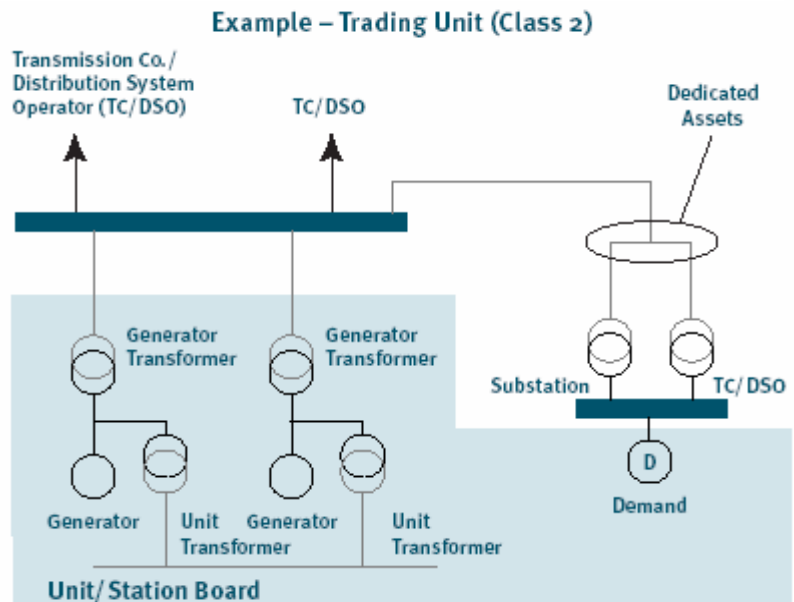 Example – Trading Unit (Class 2)
Transmission Co./
Distribution System
Operator (TC/DSO)
TC/DSO
Dedicated
Assets
Generator
Transformer
Generator
Transformer
Substation
TC/DSO
D
Demand
Generator
Unit
Transformer
Generator
Unit
Transformer
Unit/Station Board